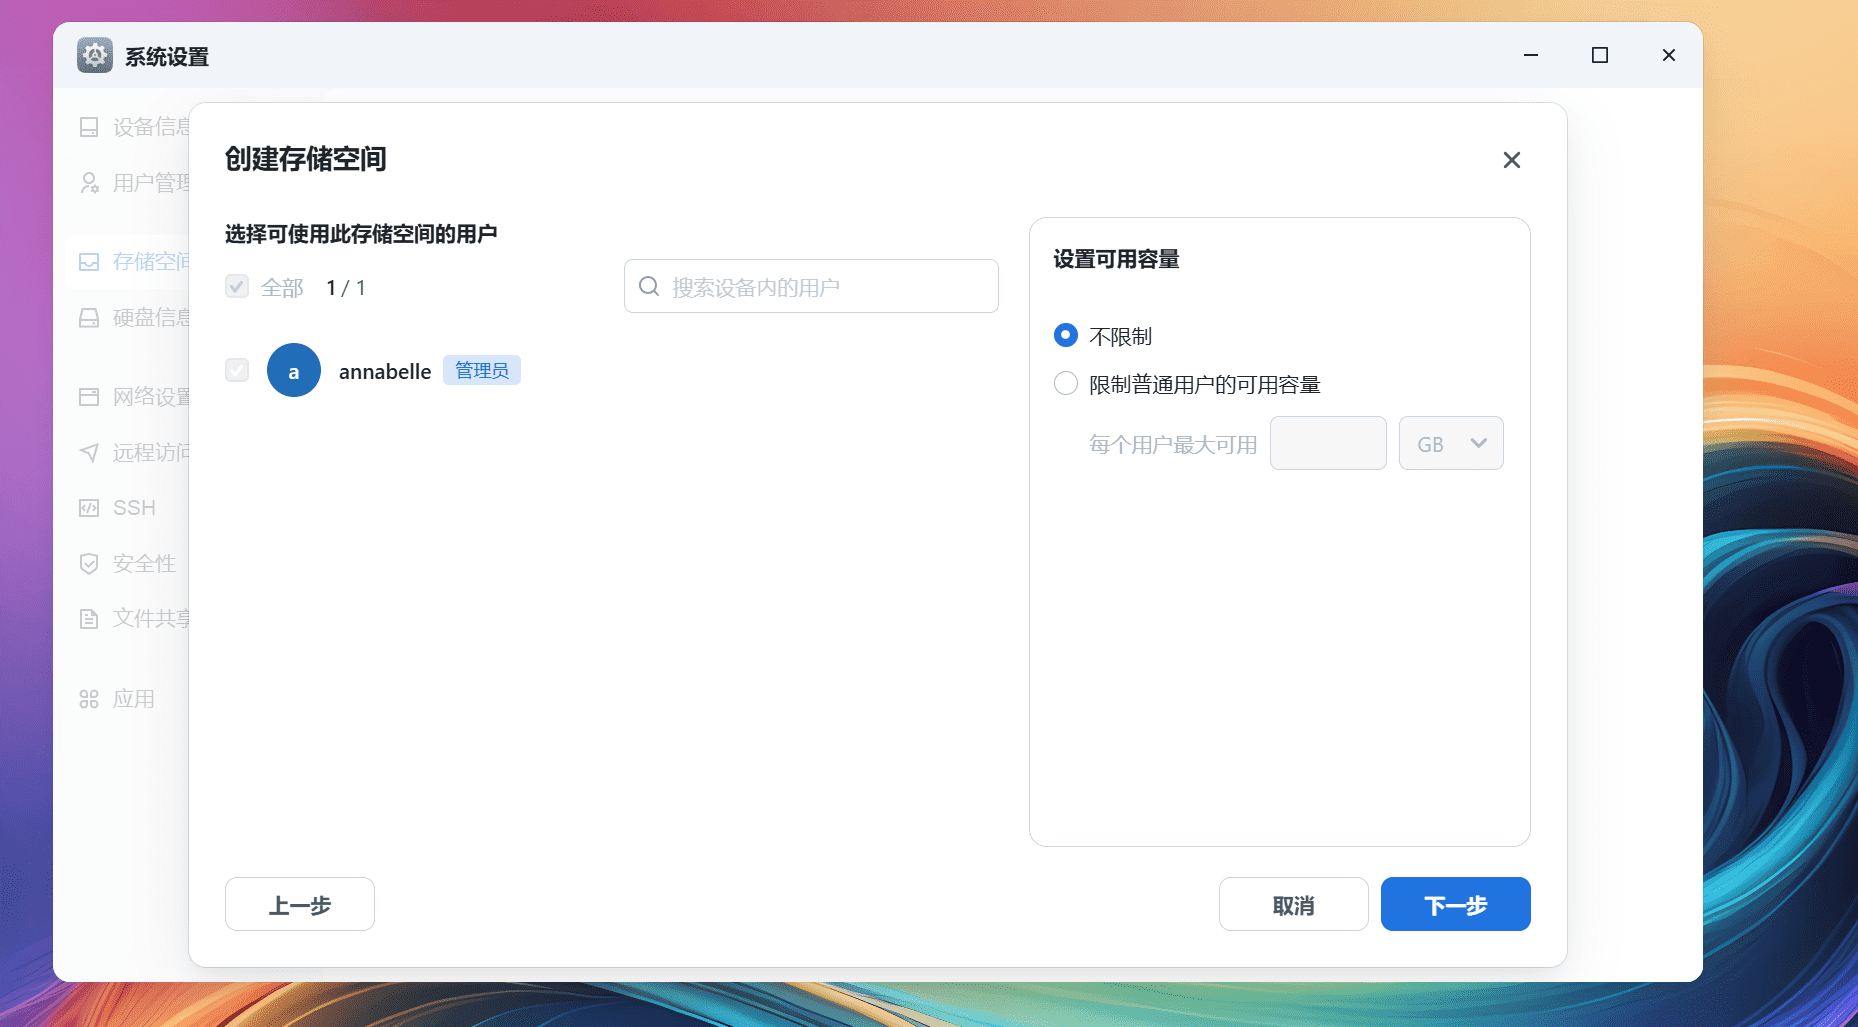 系统设置
设备信息
用户管理
存储空间
硬盘信息
网络设置
远程访问
SSH
安全性
文件共享
应用
创建存储空间
选择可使用此存储空间的用户
全部 1 / 1
搜索设备内的用户
a annabelle 管理员
设置可用容量
不限制
限制普通用户的可用容量
每个用户最大可用 GB
上一步
取消
下一步